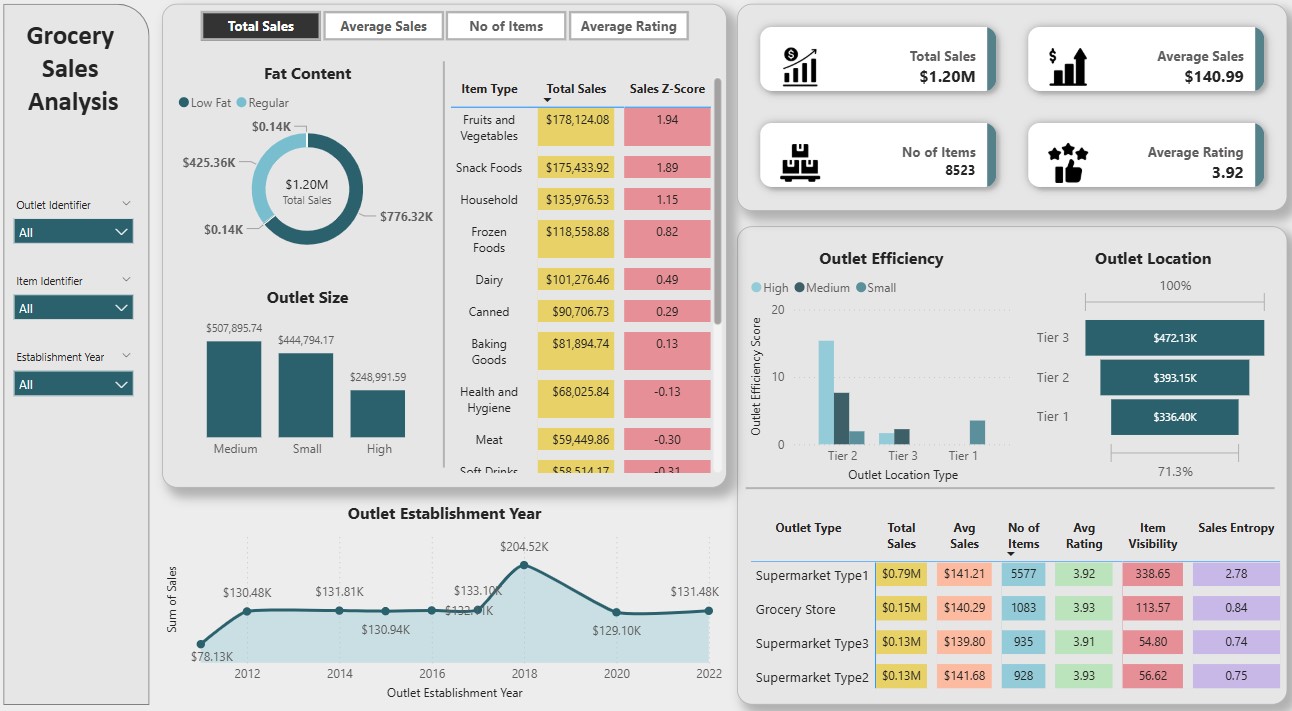 Grocery
Sales
Analysis
Outlet Identifier
All
Item Identifier
All
Establishment Year
All
Total Sales
Average Sales
No of Items
Average Rating
Fat Content
Low Fat
Regular
$0.14K
$425.36K
$1.20M
Total Sales
$0.14K
$776.32K
Outlet Size
$507,895.74
$444,794.17
$248,991.59
Medium
Small
High
Item Type Total Sales Sales Z-Score
Fruits and
Vegetables $178,124.08 1.94
Snack Foods $175,433.92 1.89
Household $135,976.53 1.15
Frozen
Foods $118,558.88 0.82
Dairy $101,276.46 0.49
Canned $90,706.73 0.29
Baking
Goods $81,894.74 0.13
Health and
Hygiene $68,025.84 -0.13
Meat $59,449.86 -0.30
Soft Drinks $58,514.17 -0.31
Outlet Establishment Year
Sum of Sales
$78.13K
$130.48K
$131.81K
$130.94K
$133.10K
$204.52K
$129.10K
$131.48K
2012 2014 2016 2018 2020 2022
Outlet Establishment Year
Total Sales
$1.20M
Average Sales
$140.99
No of Items
8523
Average Rating
3.92
Outlet Efficiency
High Medium Small
Outlet Efficiency Score
20
10
0
Tier 2 Tier 3 Tier 1
Outlet Location Type
Outlet Location
100%
Tier 3 $472.13K
Tier 2 $393.15K
Tier 1 $336.40K
71.3%
Outlet Type Total
Sales Avg
Sales No of
Items Avg
Rating Item
Visibility Sales Entropy
Supermarket Type1 $0.79M $141.21 5577 3.92 338.65 2.78
Grocery Store $0.15M $140.29 1083 3.93 113.57 0.84
Supermarket Type3 $0.13M $139.80 935 3.91 54.80 0.74
Supermarket Type2 $0.13M $141.68 928 3.93 56.62 0.75